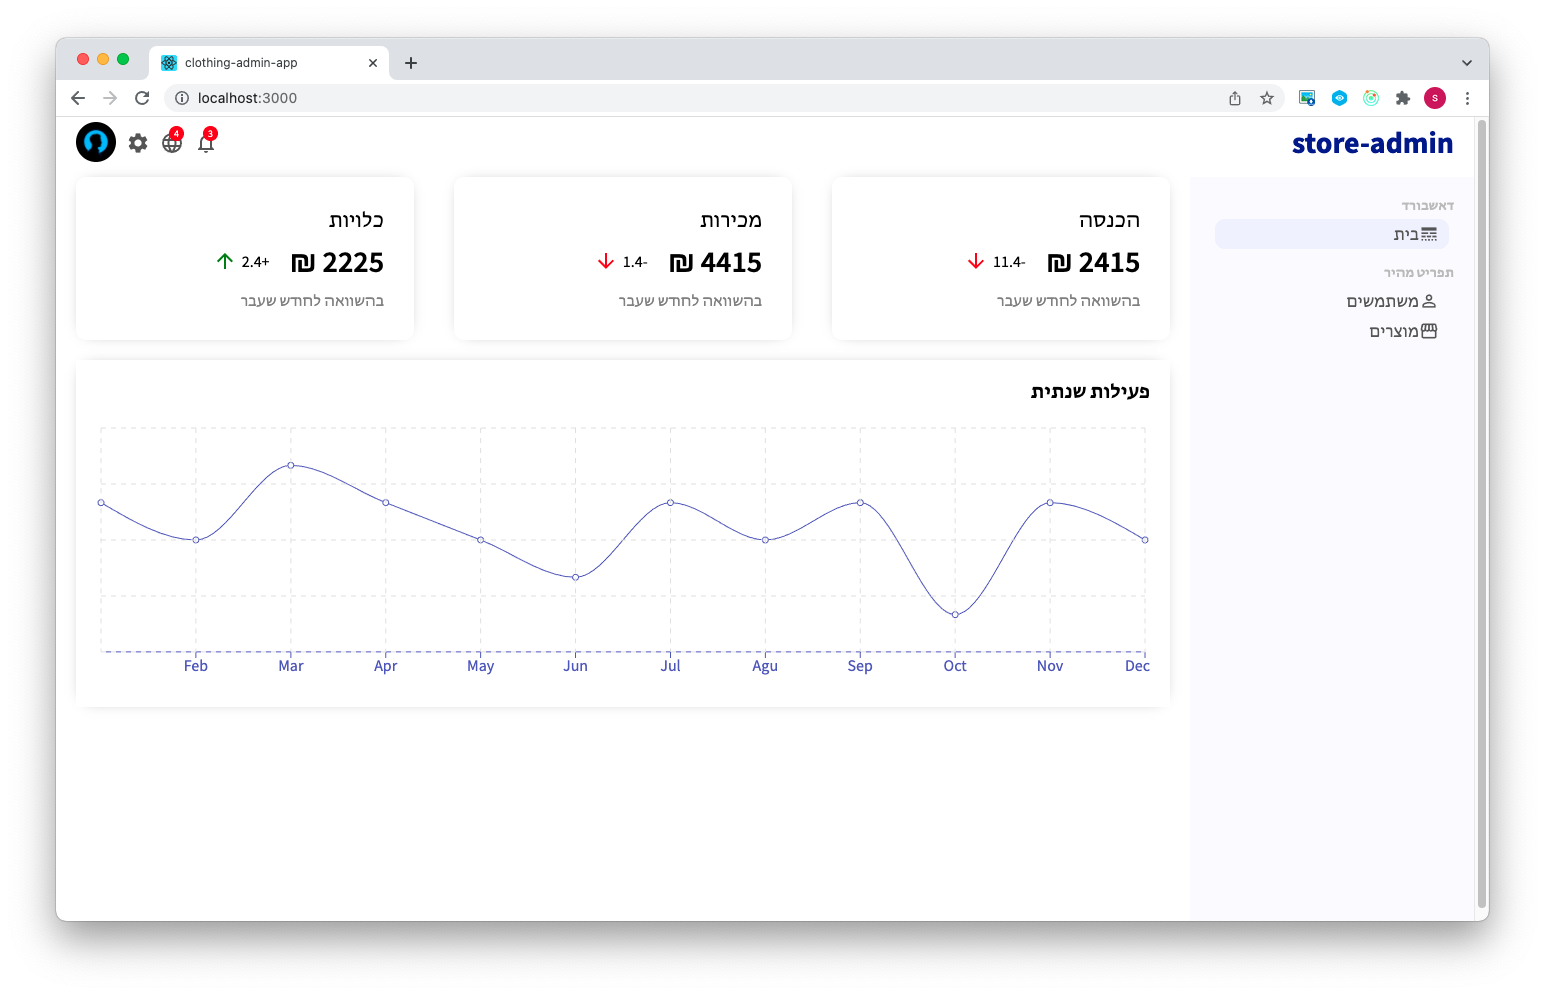 clothing-admin-app
localhost:3000
S
store-admin
3
4
דאשבורד
בית
תפריט מהיר
משתמשים
מוצרים
הכנסה
2415 ₪
11.4-
בהשוואה לחודש שעבר
מכירות
4415 ₪
1.4-
בהשוואה לחודש שעבר
כלויות
2225 ₪
2.4+
בהשוואה לחודש שעבר
פעילות שנתית
Feb Mar Apr May Jun Jul Agu Sep Oct Nov Dec